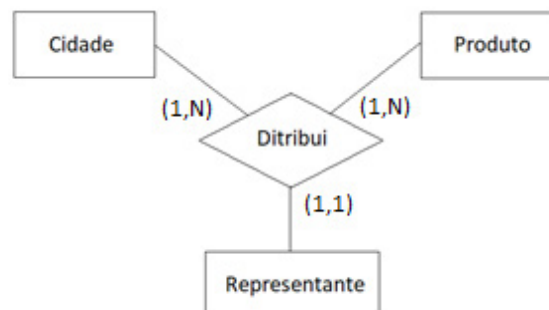 Cidade
Produto
(1,N)
(1,N)
Ditribui
(1,1)
Representante